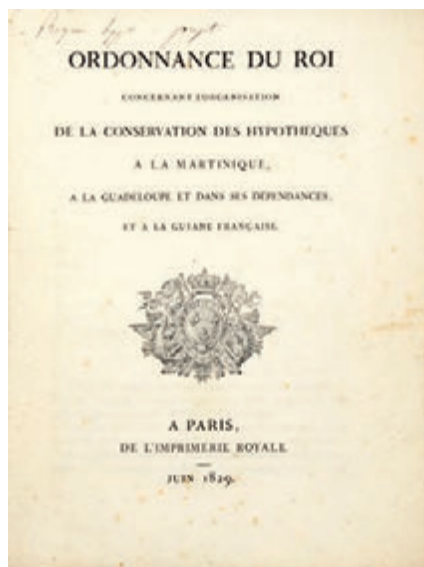 ORDONNANCE DU ROI
CONCERNANT L'ORGANISATION
DE LA CONSERVATION DES HYPOTHEQUES
A LA MARTINIQUE,
A LA GUADELOUPE ET DANS SES DÉPENDANCES,
ET A LA GUIANE FRANÇAISE.
A PARIS,
DE L'IMPRIMERIE ROYALE.
JUIN 1829.